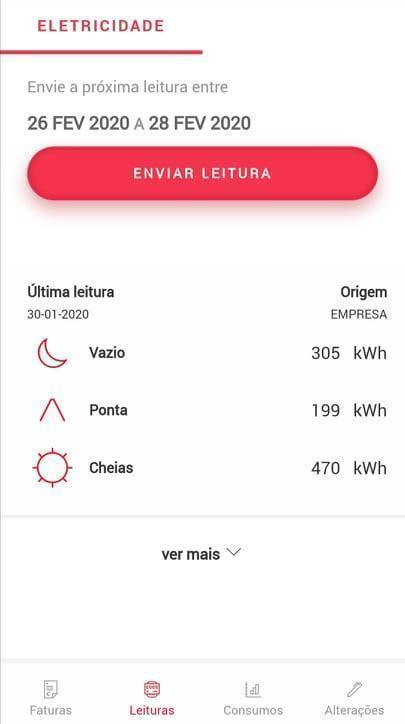 ELETRICIDADE
Envie a próxima leitura entre
26 FEV 2020 A 28 FEV 2020
ENVIAR LEITURA
Última leitura Origem
30-01-2020 EMPRESA
Vazio 305 kWh
Ponta 199 kWh
Cheias 470 kWh
ver mais
Faturas Leituras Consumos Alterações